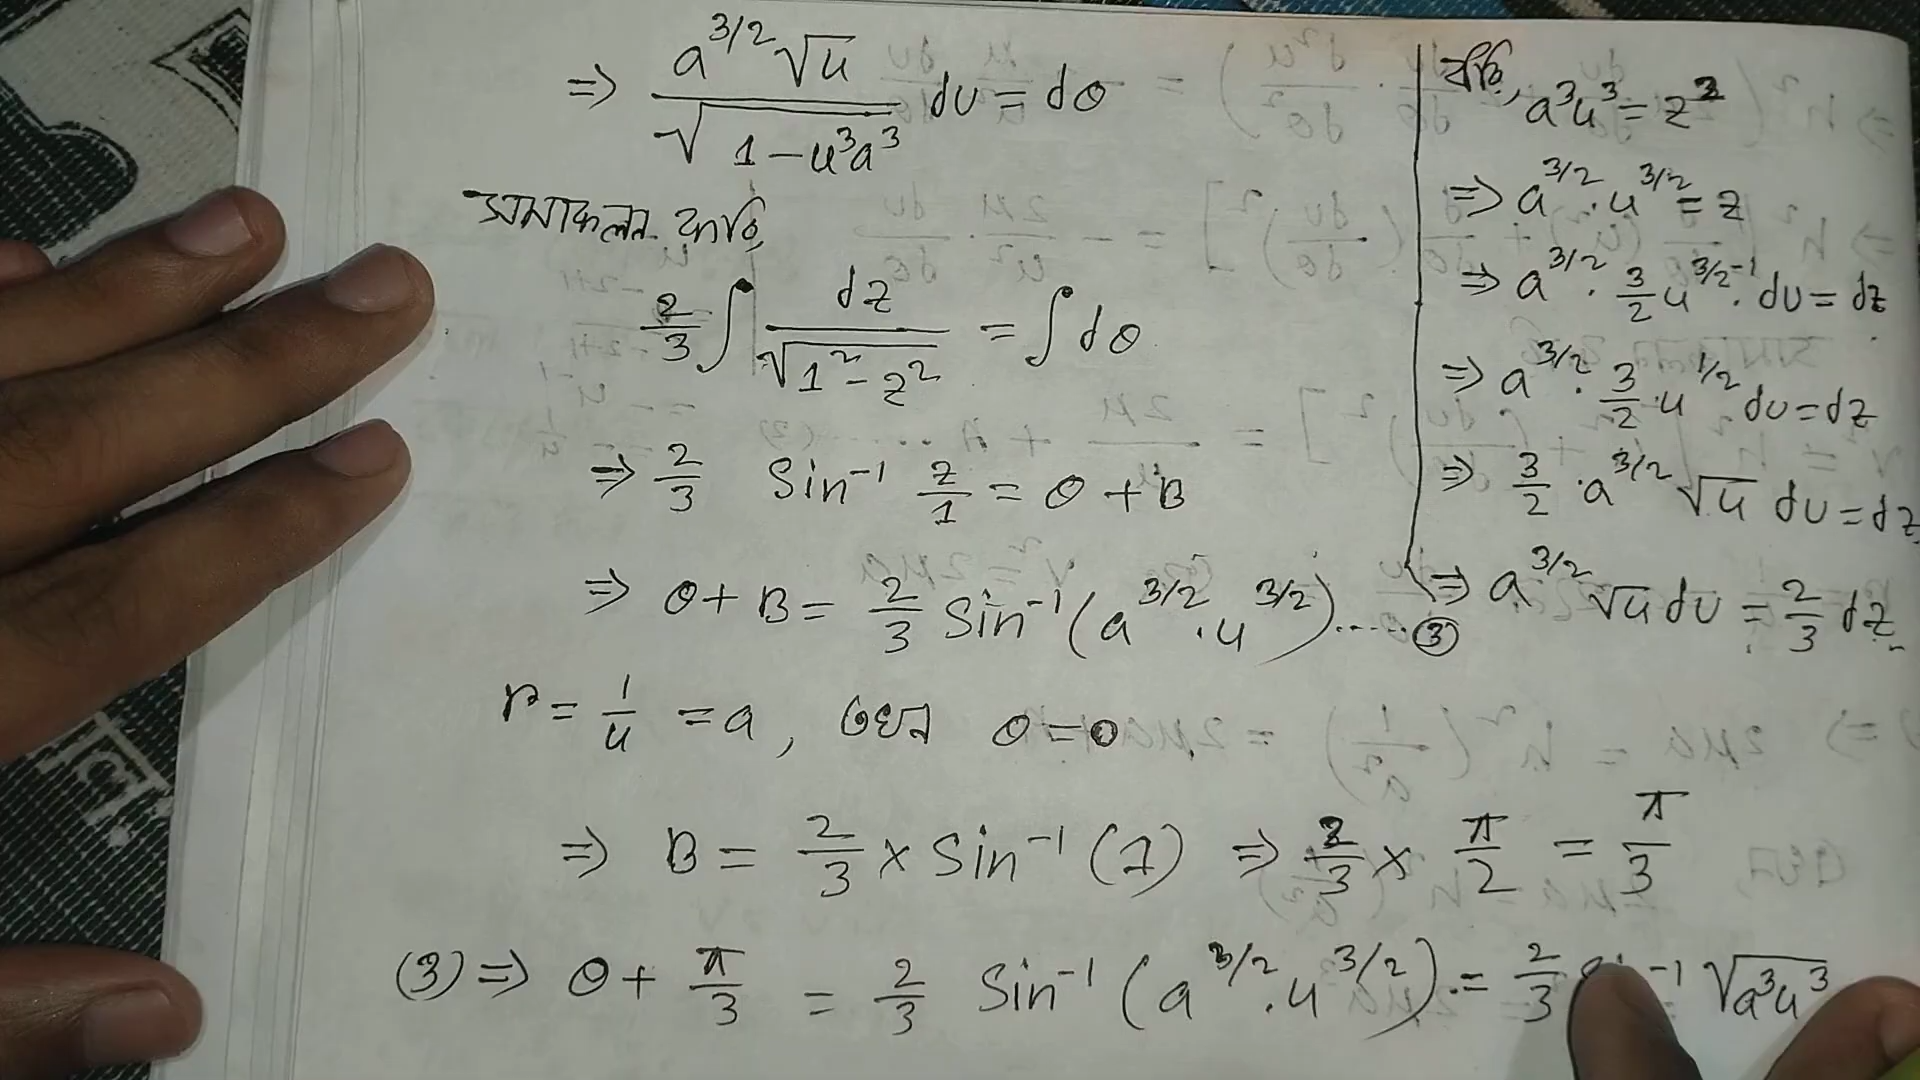 ⇒ a^{3/2}√u / √(1-u³a³) du = dθ
সমাকলন করি,
2/3 ∫ dz / √(1²-z²) = ∫ dθ
⇒ 2/3 Sin⁻¹ z/1 = θ + B
⇒ θ + B = 2/3 Sin⁻¹ (a^{3/2} . u^{3/2}) ..... ③
r = 1/u = a, তখন θ = 0
⇒ B = 2/3 × Sin⁻¹ (1) ⇒ 2/3 × π/2 = π/3
(3) ⇒ θ + π/3 = 2/3 Sin⁻¹ (a^{3/2} . u^{3/2}) . = 2/3 √a³u³
ধরি, a³u³ = z²
⇒ a^{3/2} . u^{3/2} = z
⇒ a^{3/2} . 3/2 u^{3/2 -1} . du = dz
⇒ a^{3/2} . 3/2 . u^{1/2} du = dz
⇒ 3/2 . a^{3/2} √u du = dz
⇒ a^{3/2} √u du = 2/3 dz